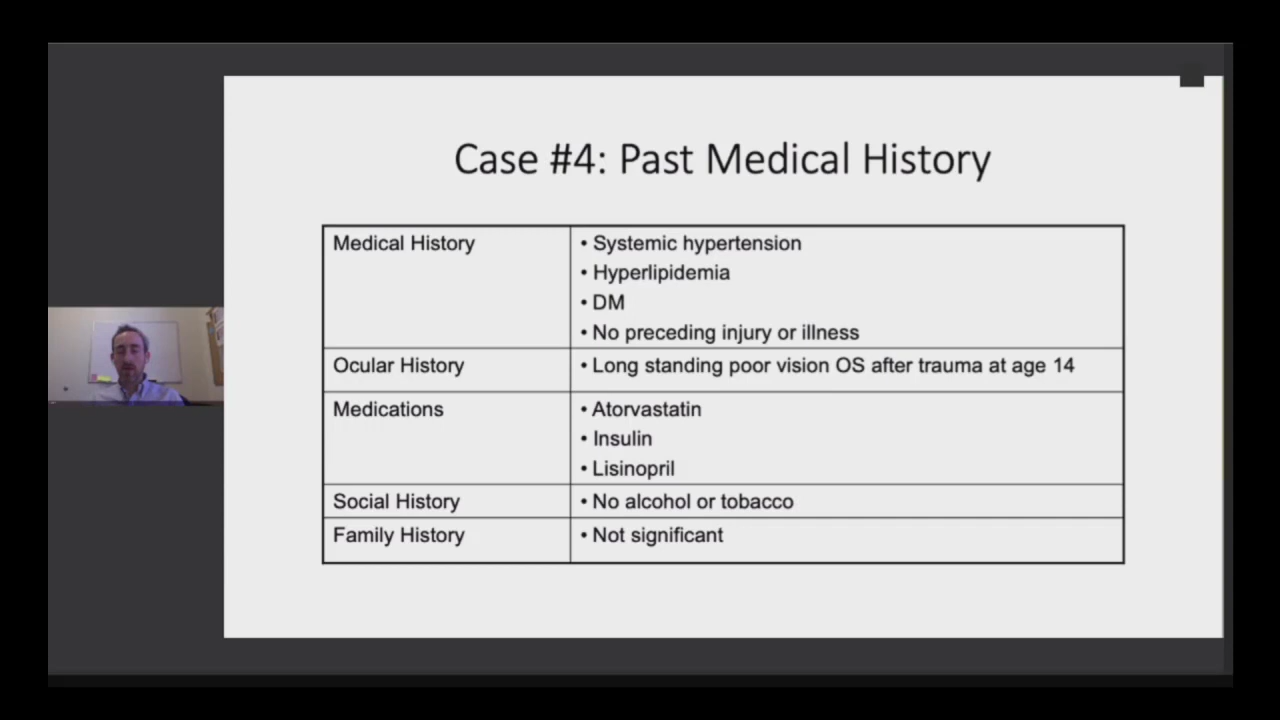 Case #4: Past Medical History
Medical History
• Systemic hypertension
• Hyperlipidemia
• DM
• No preceding injury or illness
Ocular History
• Long standing poor vision OS after trauma at age 14
Medications
• Atorvastatin
• Insulin
• Lisinopril
Social History
• No alcohol or tobacco
Family History
• Not significant